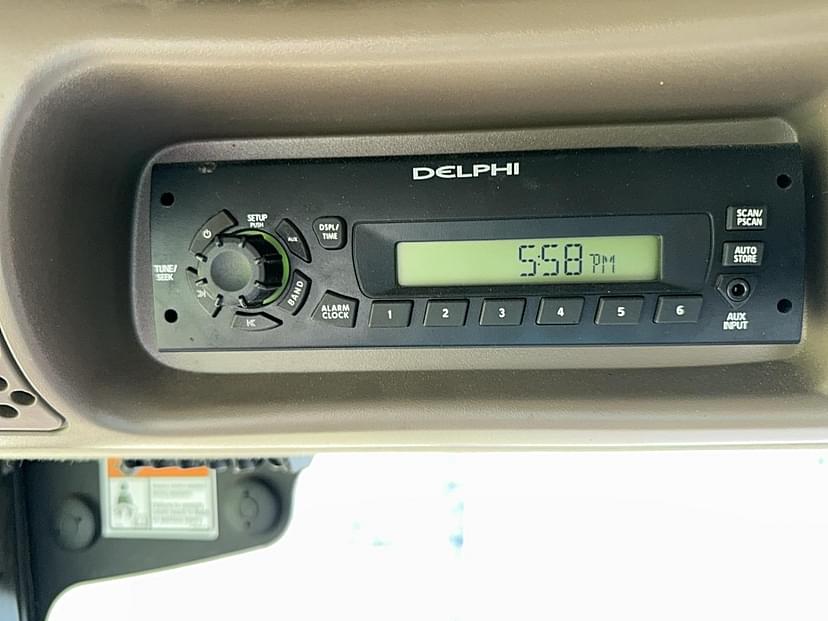 DELPHI
SETUP
PUSH
AUX
DSPL/
TIME
TUNE/
SEEK
BAND
ALARM
CLOCK
5:58 PM
SCAN/
PSCAN
AUTO
STORE
1 2 3 4 5 6
AUX
INPUT